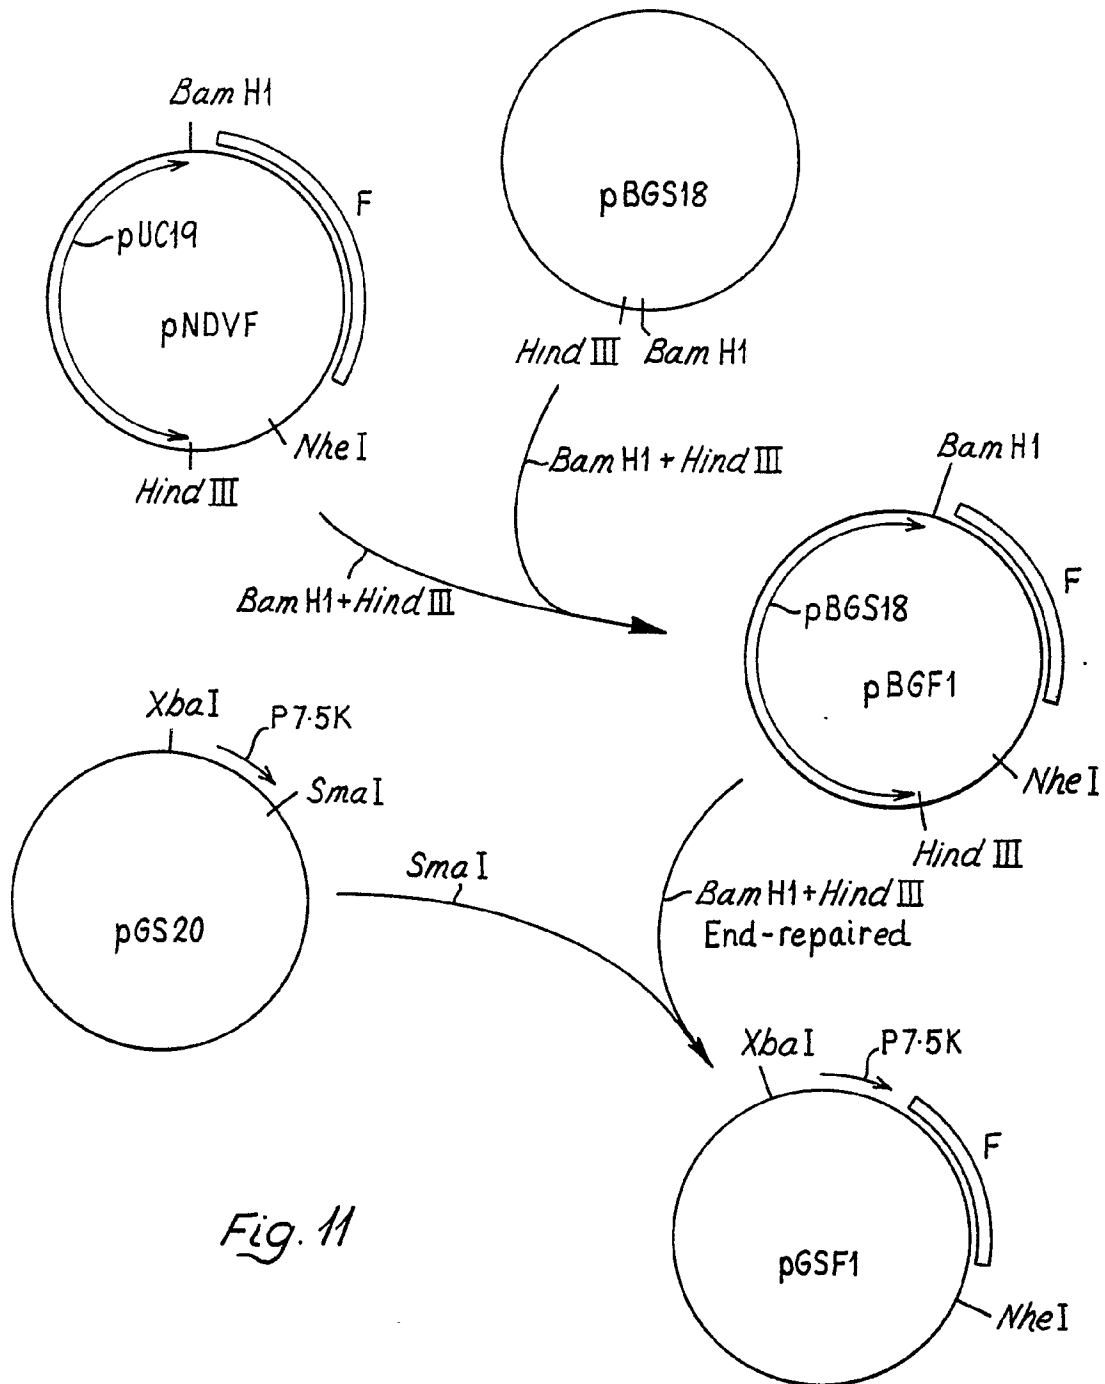 Bam H1
F
pUC19
pNDVF
Nhe I
Hind III
pBGS18
Hind III Bam H1
Bam H1 + Hind III
Bam H1+Hind III
Bam H1
F
pBGS18
pBGF1
Nhe I
Hind III
Xba I
P7·5K
Sma I
pGS20
Sma I
Bam H1+Hind III
End-repaired
Xba I
P7·5K
F
pGSF1
Nhe I
Fig. 11